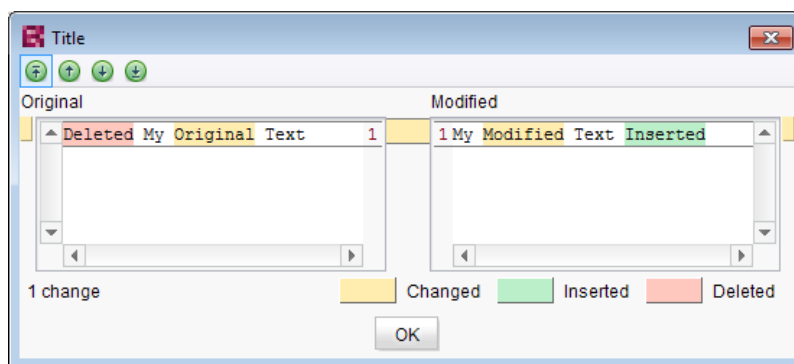 Title
Original Modified
Deleted My Original Text 1 1 My Modified Text Inserted
1 change Changed Inserted Deleted
OK